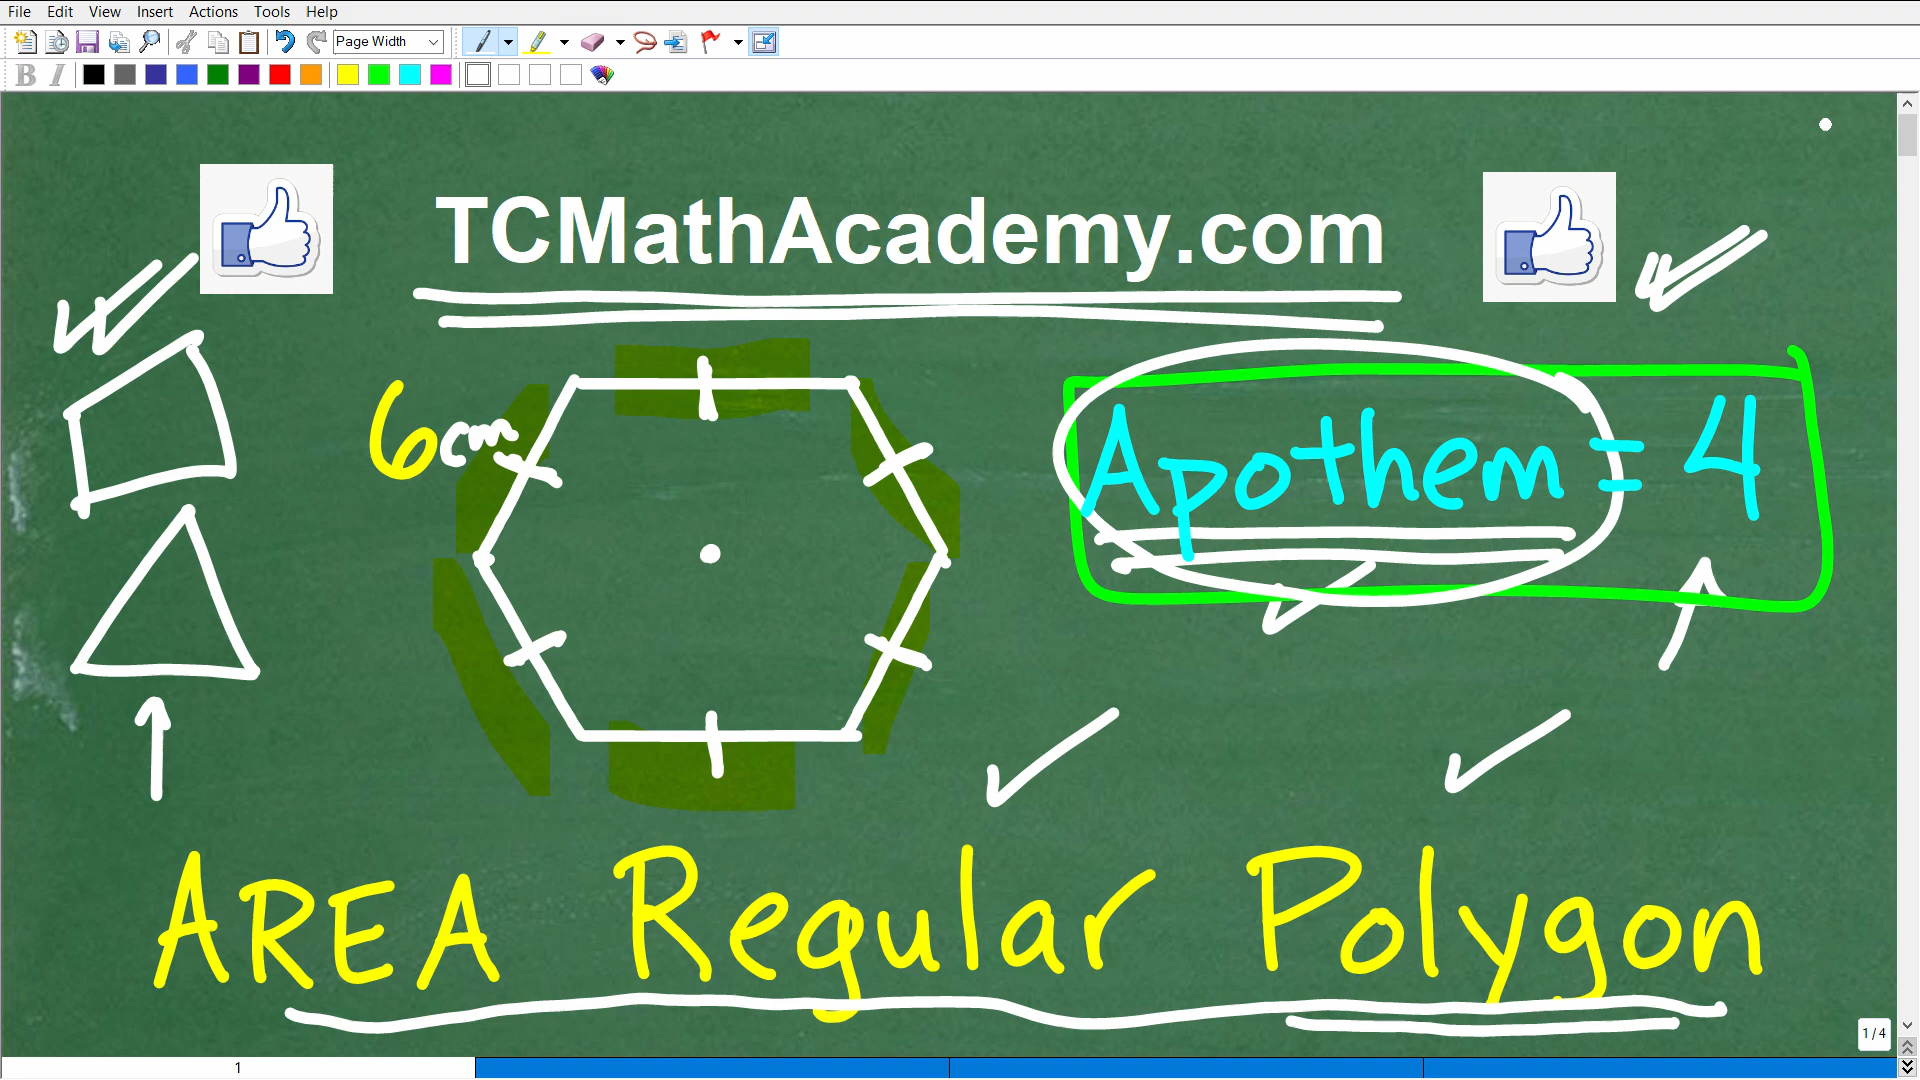 File Edit View Insert Actions Tools Help
Page Width
B I
TCMathAcademy.com
6cm
Apothem = 4
AREA Regular Polygon
1 / 4
1